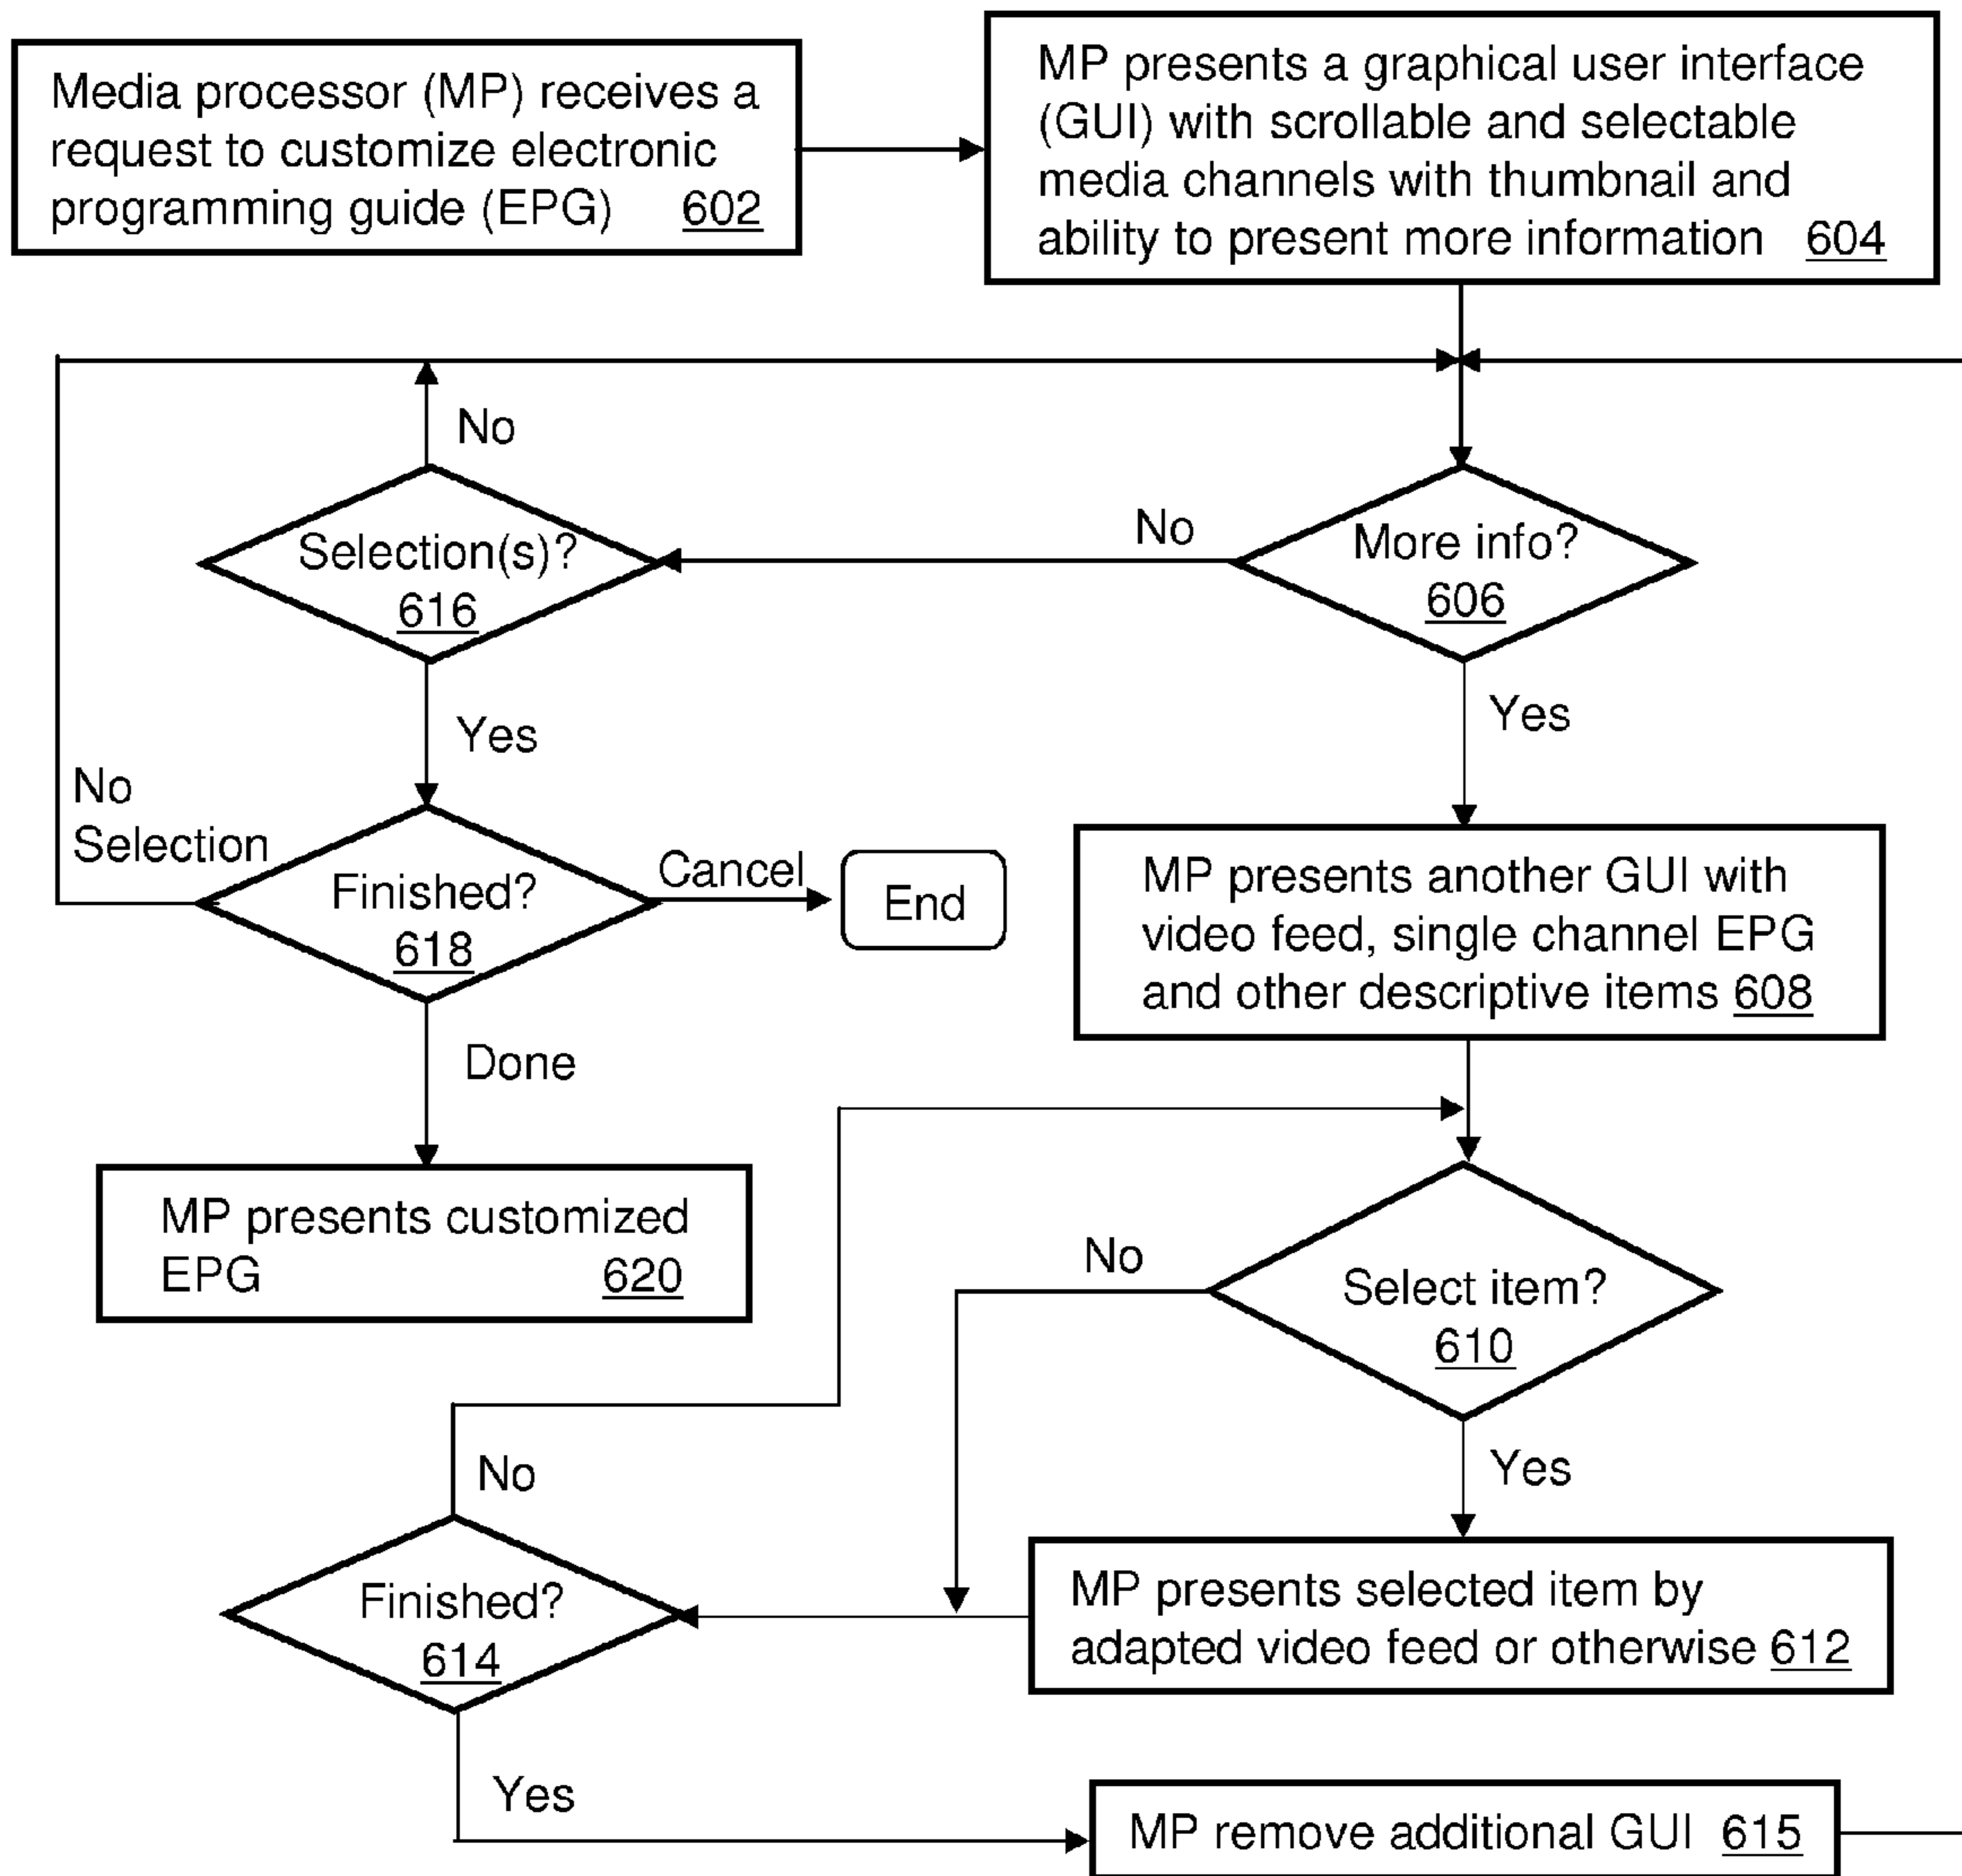 Media processor (MP) receives a
request to customize electronic
programming guide (EPG) 602
MP presents a graphical user interface
(GUI) with scrollable and selectable
media channels with thumbnail and
ability to present more information 604
No
Selection(s)?
616
No
More info?
606
Yes
Yes
No
Selection
Finished?
618
Cancel
End
MP presents another GUI with
video feed, single channel EPG
and other descriptive items 608
Done
MP presents customized
EPG 620
No
Select item?
610
Yes
No
Finished?
614
MP presents selected item by
adapted video feed or otherwise 612
Yes
MP remove additional GUI 615